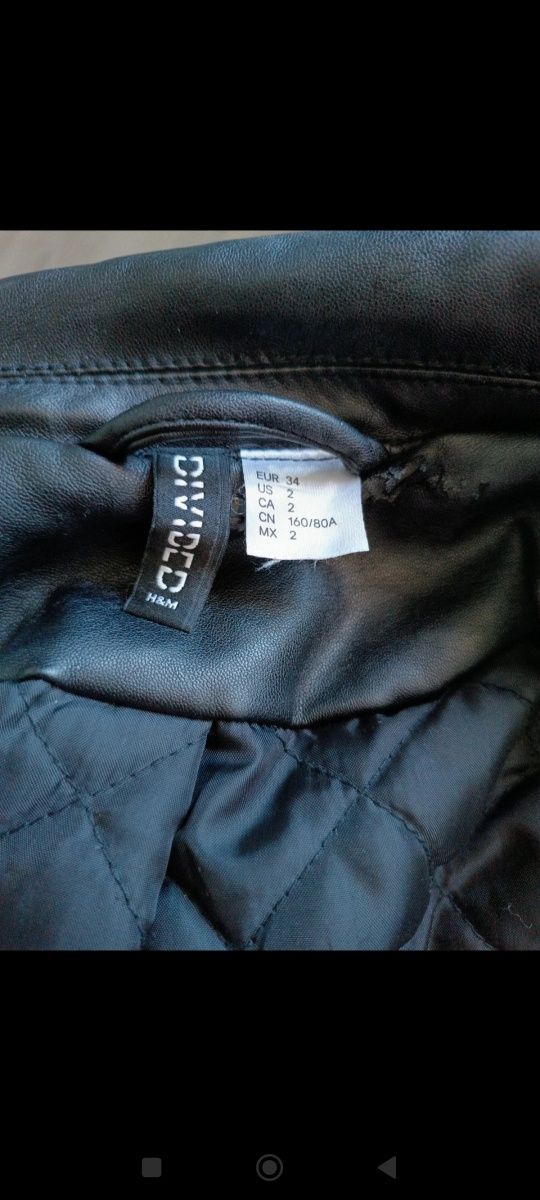 DIVIDED
H&M
EUR 34
US 2
CA 2
CN 160/80A
MX 2